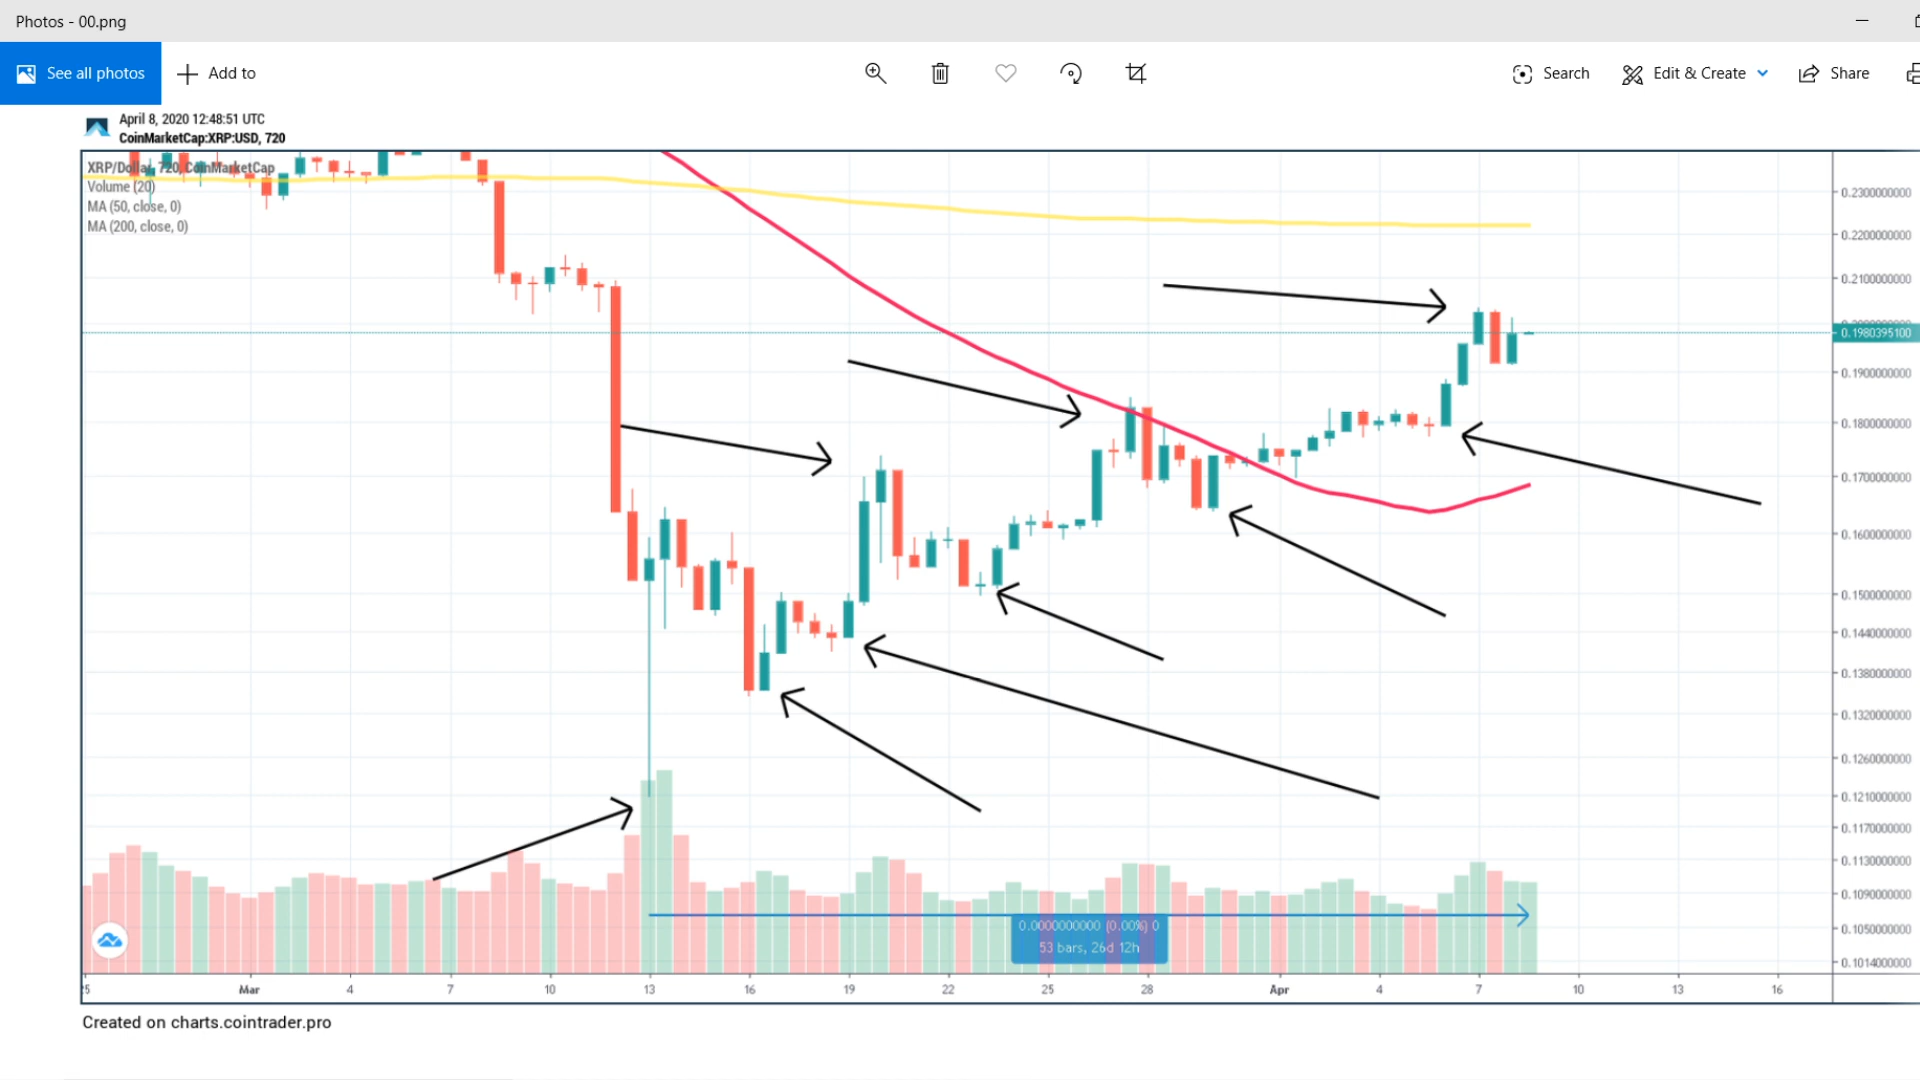 Photos - 00.png
See all photos
Add to
Search
Edit & Create
Share
April 8, 2020 12:48:51 UTC
CoinMarketCap:XRP:USD, 720
XRP/Dollar, 720, CoinMarketCap
Volume (20)
MA (50, close, 0)
MA (200, close, 0)
0.2300000000
0.2200000000
0.2100000000
0.1980395100
0.1900000000
0.1800000000
0.1700000000
0.1600000000
0.1500000000
0.1440000000
0.1380000000
0.1320000000
0.1260000000
0.1210000000
0.1170000000
0.1130000000
0.1090000000
0.1050000000
0.1014000000
0.0000000000 (0.00%) 0
53 bars, 26d 12h
Mar 4 7 10 13 16 19 22 25 28 Apr 4 7 10 13 16
Created on charts.cointrader.pro